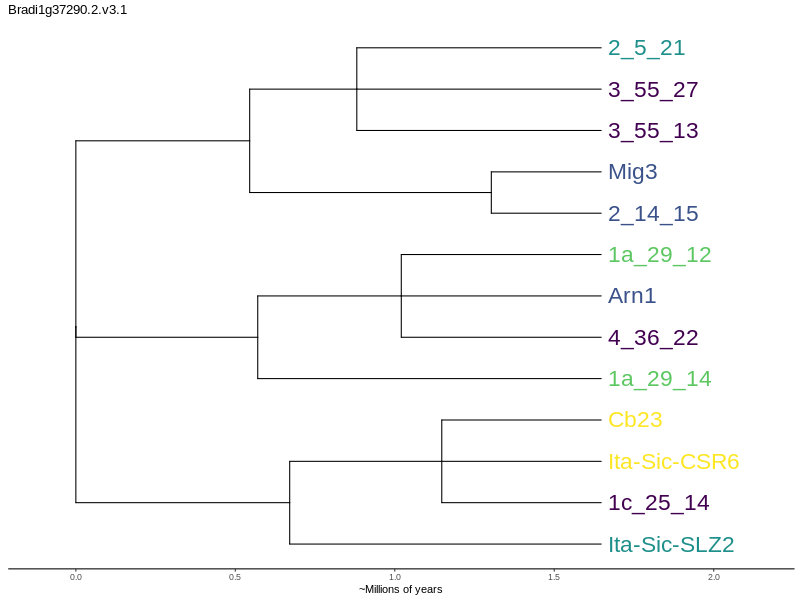 Bradi1g37290.2.v3.1
2_5_21
3_55_27
3_55_13
Mig3
2_14_15
1a_29_12
Arn1
4_36_22
1a_29_14
Cb23
Ita-Sic-CSR6
1c_25_14
Ita-Sic-SLZ2
0.0 0.5 1.0 1.5 2.0
~Millions of years